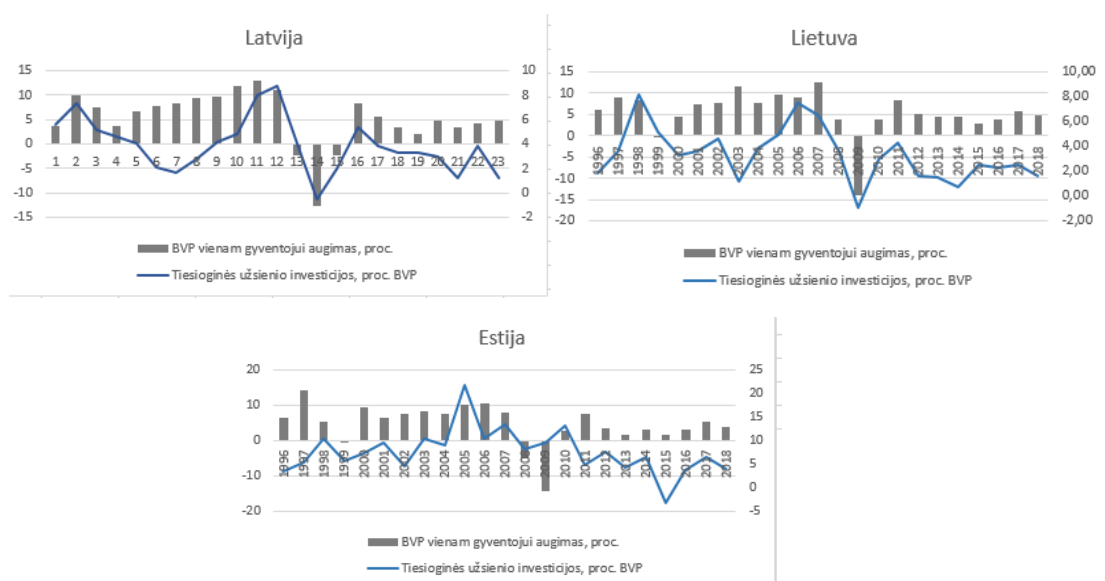 Latvija
15 10
10 8
5 6
0 4
-5 2
-10 0
-15 -2
1 2 3 4 5 6 7 8 9 10 11 12 13 14 15 16 17 18 19 20 21 22 23
BVP vienam gyventojui augimas, proc.
Tiesioginės užsienio investicijos, proc. BVP
Lietuva
15 10,00
10 8,00
5 6,00
0 4,00
-5 2,00
-10 0,00
-15 -2,00
-20
1996 1997 1998 1999 2000 2001 2002 2003 2004 2005 2006 2007 2008 2009 2010 2011 2012 2013 2014 2015 2016 2017 2018
BVP vienam gyventojui augimas, proc.
Tiesioginės užsienio investicijos, proc. BVP
Estija
20 25
10 20
0 15
-10 10
-20 5
0
-5
1996 1997 1998 1999 2000 2001 2002 2003 2004 2005 2006 2007 2008 2009 2010 2011 2012 2013 2014 2015 2016 2017 2018
BVP vienam gyventojui augimas, proc.
Tiesioginės užsienio investicijos, proc. BVP